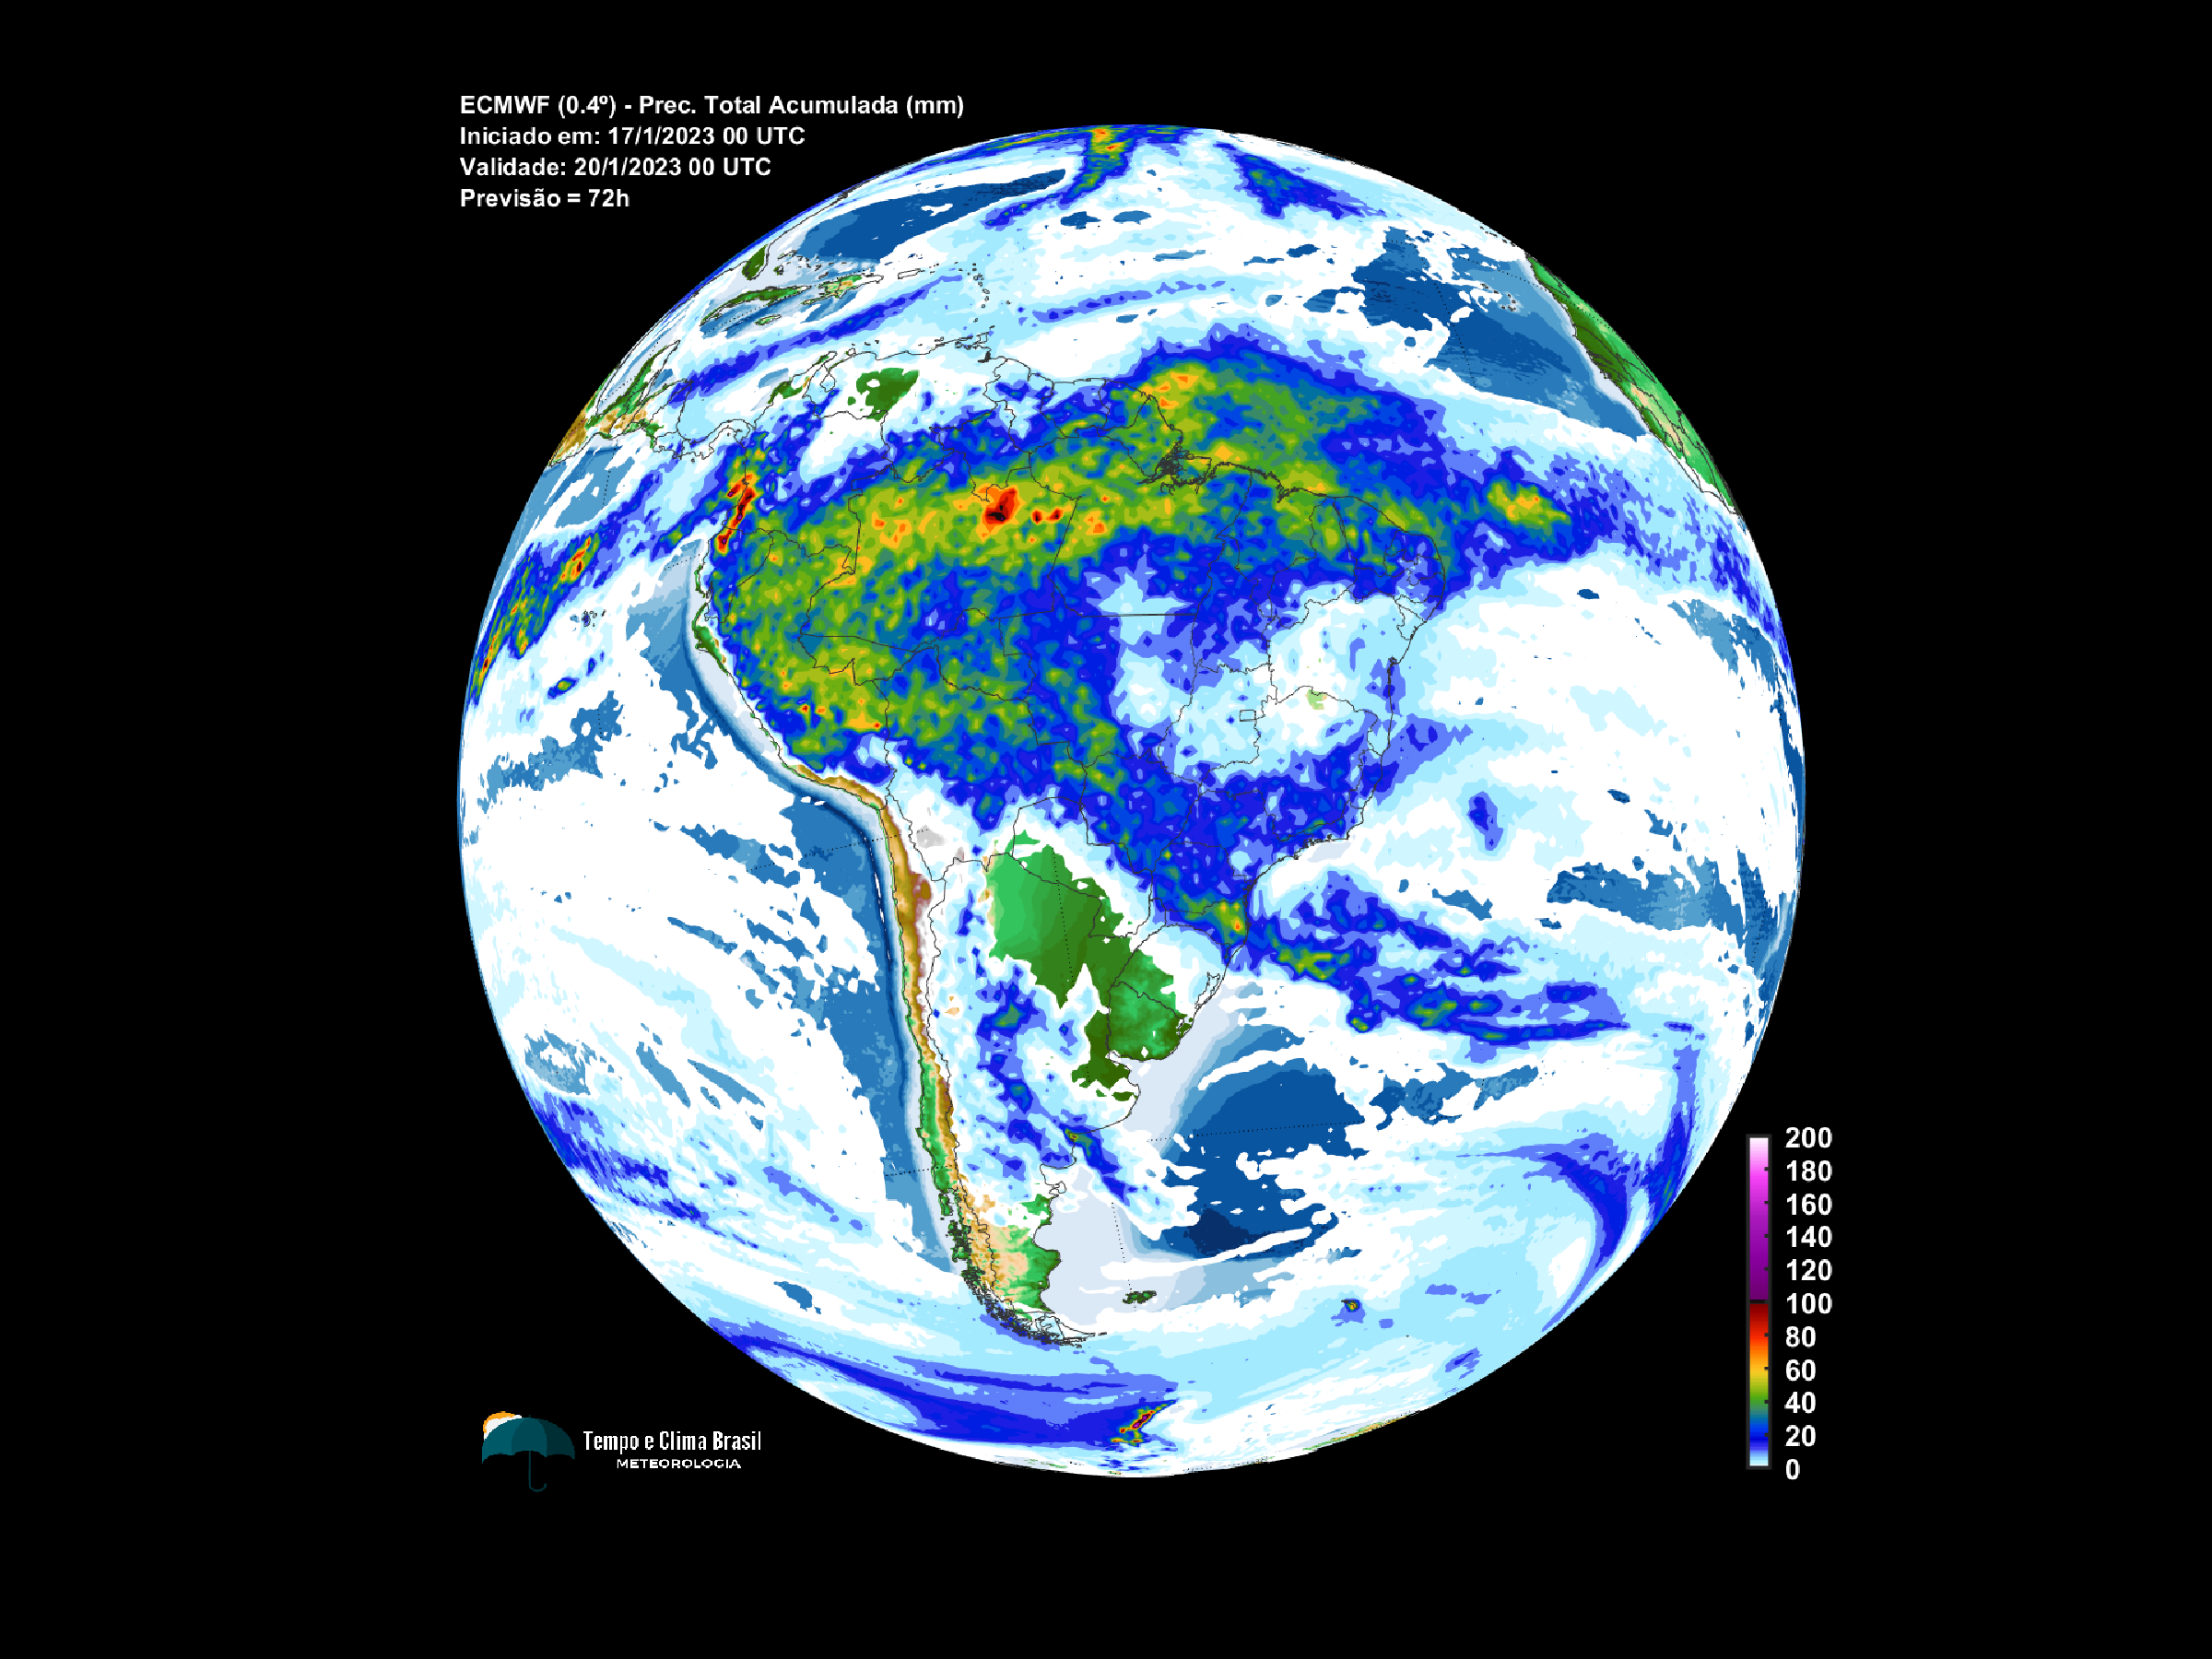 ECMWF (0.4º) - Prec. Total Acumulada (mm)
Iniciado em: 17/1/2023 00 UTC
Validade: 20/1/2023 00 UTC
Previsão = 72h
200
180
160
140
120
100
80
60
40
20
0
Tempo e Clima Brasil
METEOROLOGIA